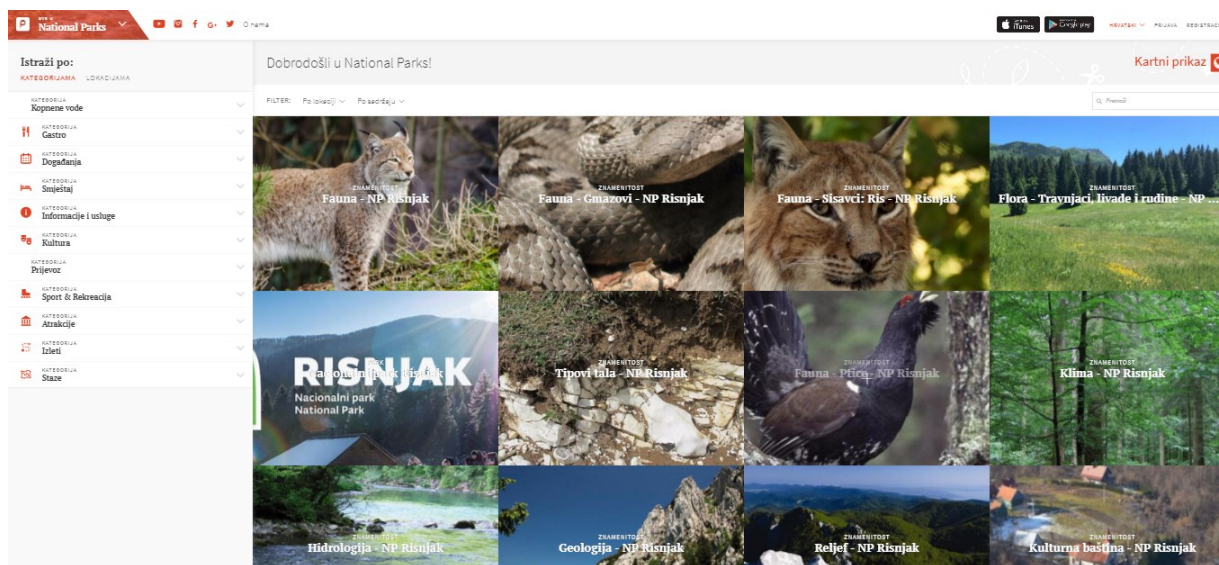 National Parks
O nama
iTunes
Google play
HRVATSKI
PRIJAVA
Istraži po:
KATEGORIJAMA LOKACIJAMA
Dobrodošli u National Parks!
Kartni prikaz
FILTER: Po lokaciji Po sadržaju
Pretraži
KATEGORIJA
Kopnene vode
KATEGORIJA
Gastro
KATEGORIJA
Događanja
KATEGORIJA
Smještaj
KATEGORIJA
Informacije i usluge
KATEGORIJA
Kultura
KATEGORIJA
Prijevoz
KATEGORIJA
Sport & Rekreacija
KATEGORIJA
Atrakcije
KATEGORIJA
Izleti
KATEGORIJA
Staze
ZNAMENITOST
Fauna - NP Risnjak
ZNAMENITOST
Fauna - Gmazovi - NP Risnjak
ZNAMENITOST
Fauna - Sisavci: Ris - NP Risnjak
ZNAMENITOST
Flora - Travnjaci, livade i rudine - NP ...
RISNJAK
Nacionalni park Risnjak
Nacionalni park
National Park
ZNAMENITOST
Tipovi tala - NP Risnjak
ZNAMENITOST
Fauna - Ptice - NP Risnjak
ZNAMENITOST
Klima - NP Risnjak
ZNAMENITOST
Hidrologija - NP Risnjak
ZNAMENITOST
Geologija - NP Risnjak
ZNAMENITOST
Reljef - NP Risnjak
ZNAMENITOST
Kulturna baština - NP Risnjak